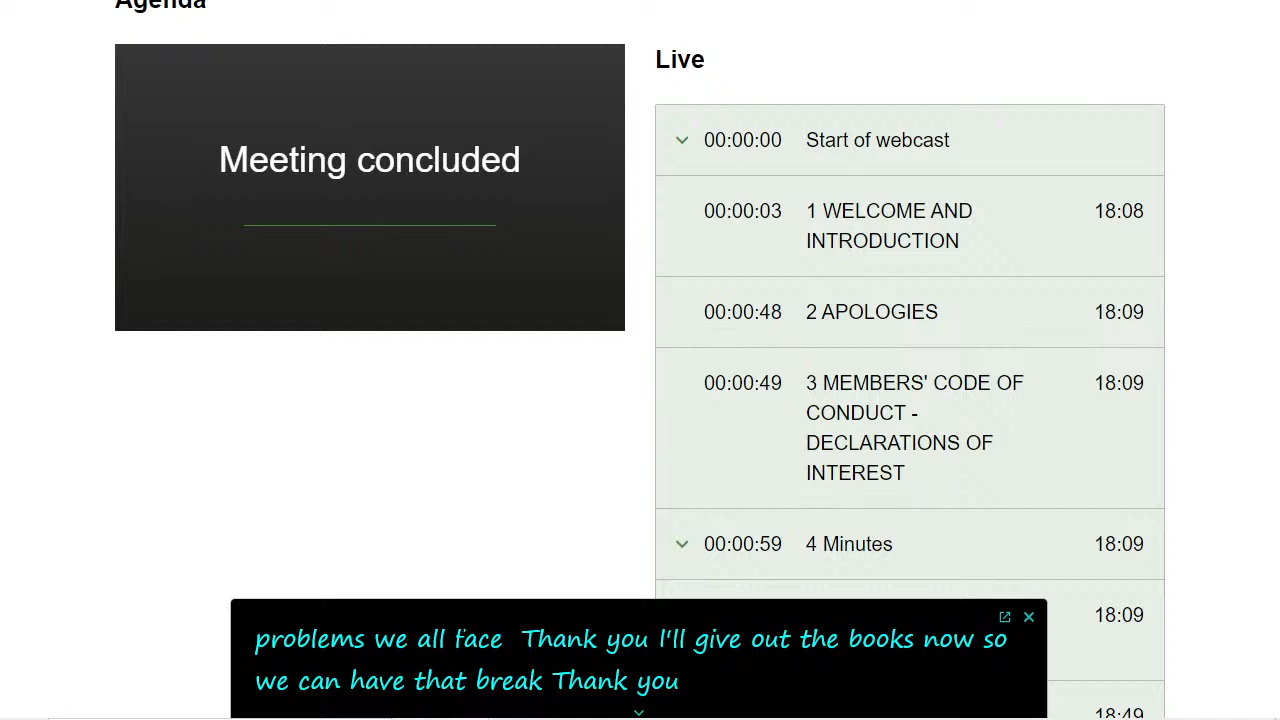 Agenda
Meeting concluded
Live
00:00:00 Start of webcast
00:00:03 1 WELCOME AND 18:08
INTRODUCTION
00:00:48 2 APOLOGIES 18:09
00:00:49 3 MEMBERS' CODE OF 18:09
CONDUCT -
DECLARATIONS OF
INTEREST
00:00:59 4 Minutes 18:09
18:09
18:49
problems we all face Thank you I'll give out the books now so
we can have that break Thank you